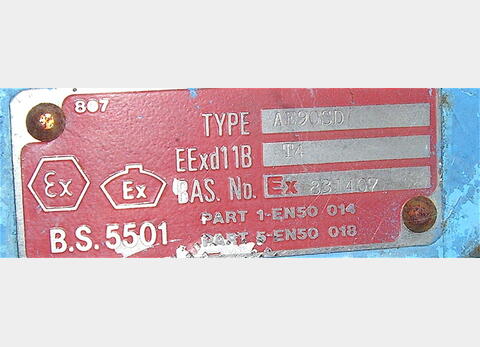 807
TYPE AE90SD
EExd11B T4
Ex Ex BAS. No. Ex 831407
B.S. 5501 PART 1-EN50 014
PART 5-EN50 018